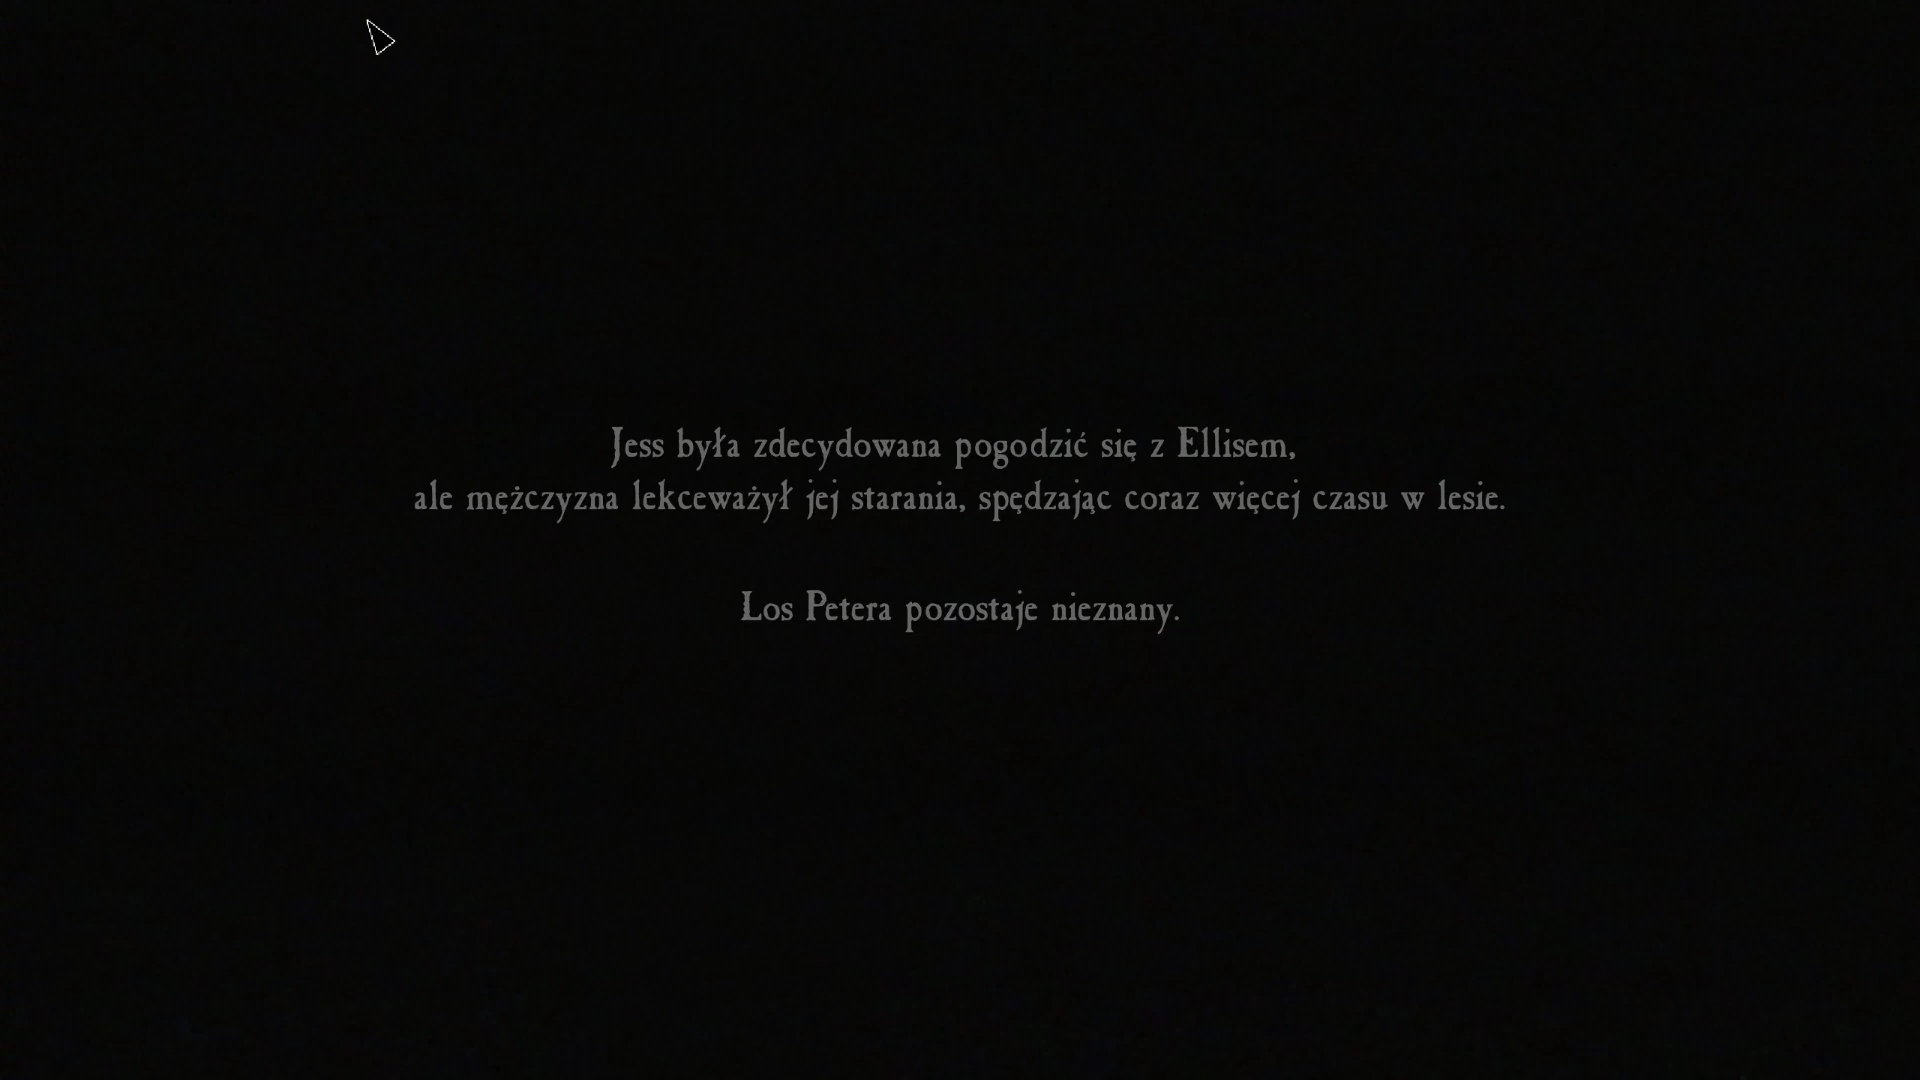 Jess była zdecydowana pogodzić się z Ellisem,
ale mężczyzna lekceważył jej starania, spędzając coraz więcej czasu w lesie.
Los Petera pozostaje nieznany.